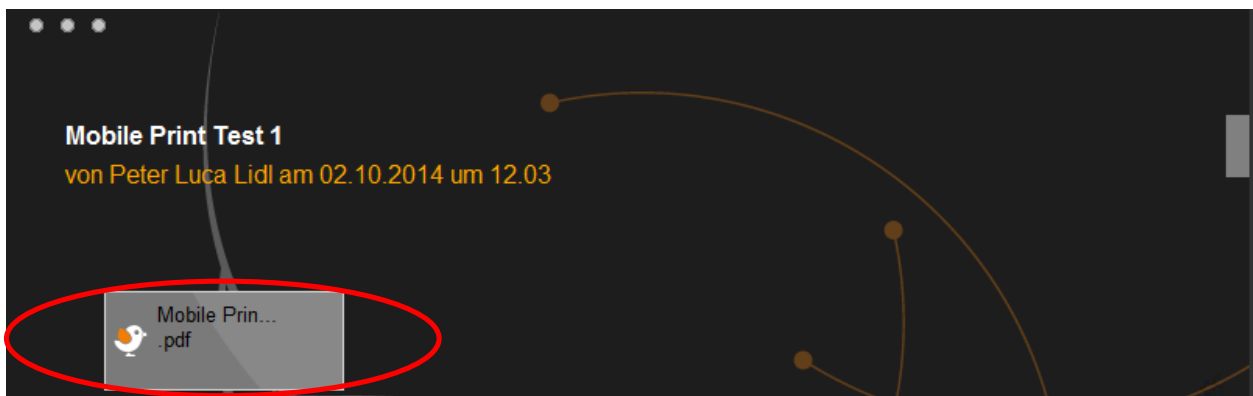 Mobile Print Test 1
von Peter Luca Lidl am 02.10.2014 um 12.03
Mobile Prin...
.pdf